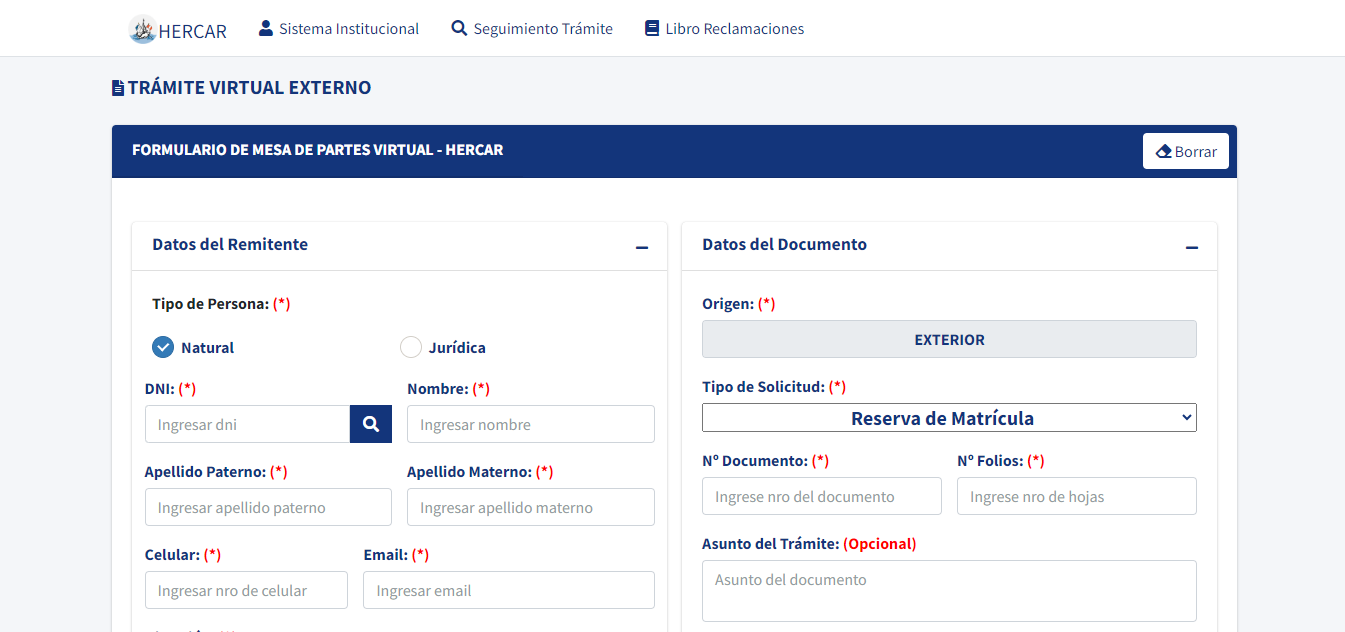 HERCAR Sistema Institucional Seguimiento Trámite Libro Reclamaciones
TRÁMITE VIRTUAL EXTERNO
FORMULARIO DE MESA DE PARTES VIRTUAL - HERCAR
Borrar
Datos del Remitente
Tipo de Persona: (*)
Natural Jurídica
DNI: (*) Nombre: (*)
Ingresar dni Ingresar nombre
Apellido Paterno: (*) Apellido Materno: (*)
Ingresar apellido paterno Ingresar apellido materno
Celular: (*) Email: (*)
Ingresar nro de celular Ingresar email
Datos del Documento
Origen: (*)
EXTERIOR
Tipo de Solicitud: (*)
Reserva de Matrícula
Nº Documento: (*) Nº Folios: (*)
Ingrese nro del documento Ingrese nro de hojas
Asunto del Trámite: (Opcional)
Asunto del documento